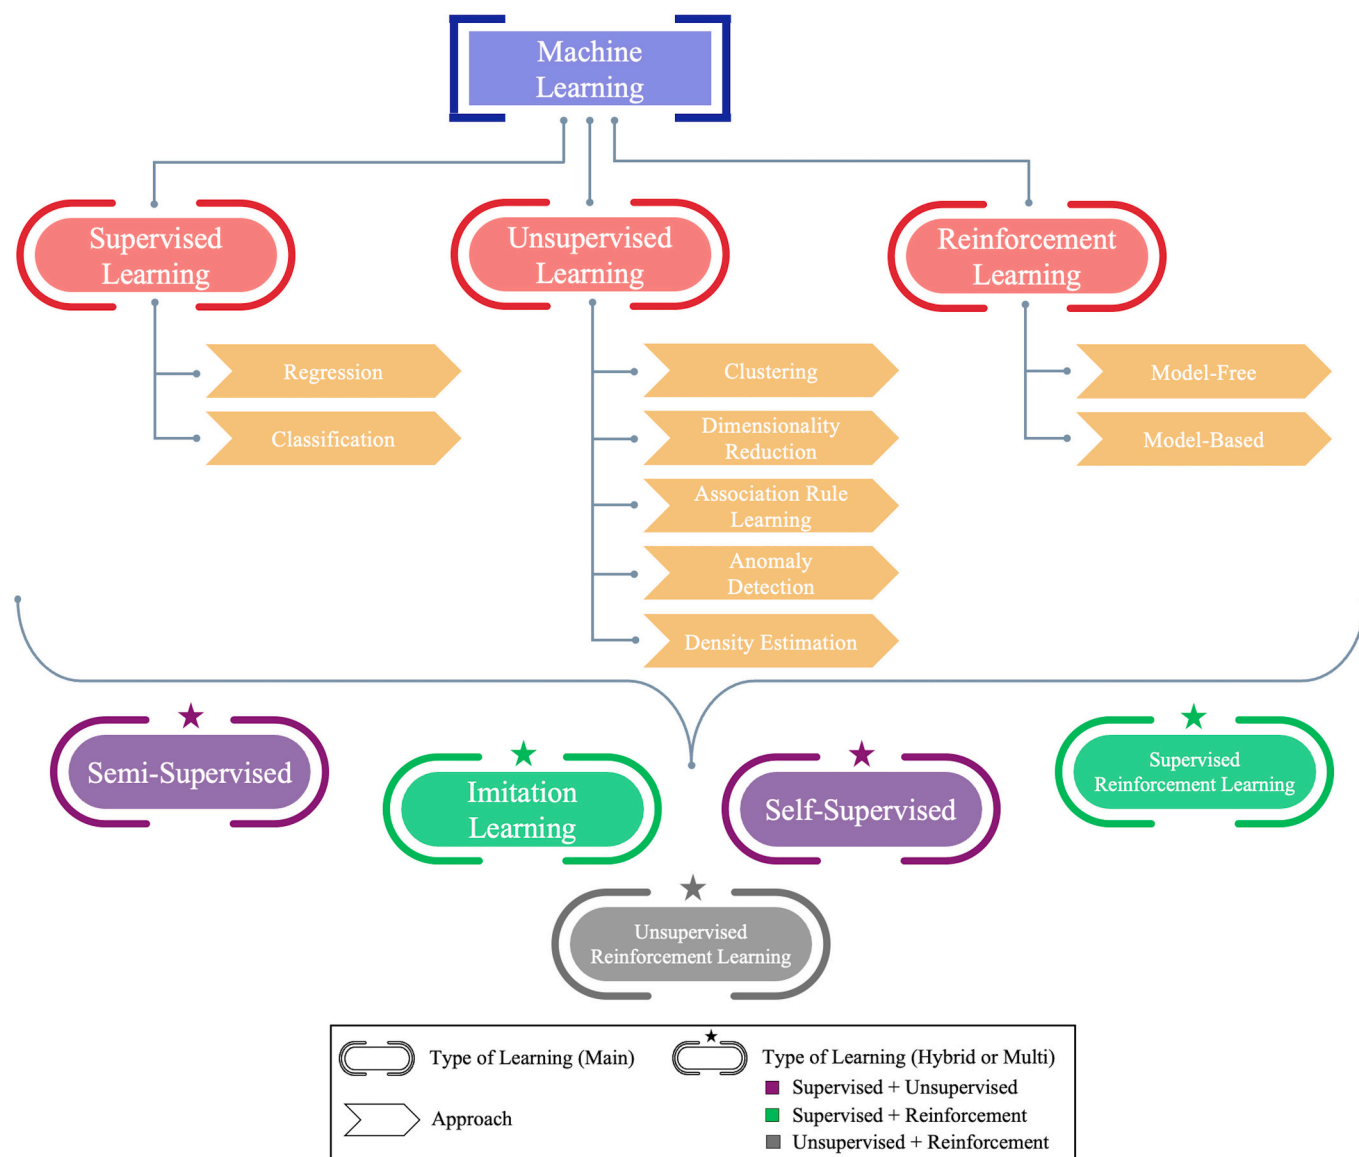 Machine
Learning
Supervised
Learning
Unsupervised
Learning
Reinforcement
Learning
Regression
Classification
Clustering
Dimensionality
Reduction
Association Rule
Learning
Anomaly
Detection
Density Estimation
Model-Free
Model-Based
Semi-Supervised
Imitation
Learning
Self-Supervised
Supervised
Reinforcement Learning
Unsupervised
Reinforcement Learning
Type of Learning (Main)
Approach
Type of Learning (Hybrid or Multi)
Supervised + Unsupervised
Supervised + Reinforcement
Unsupervised + Reinforcement